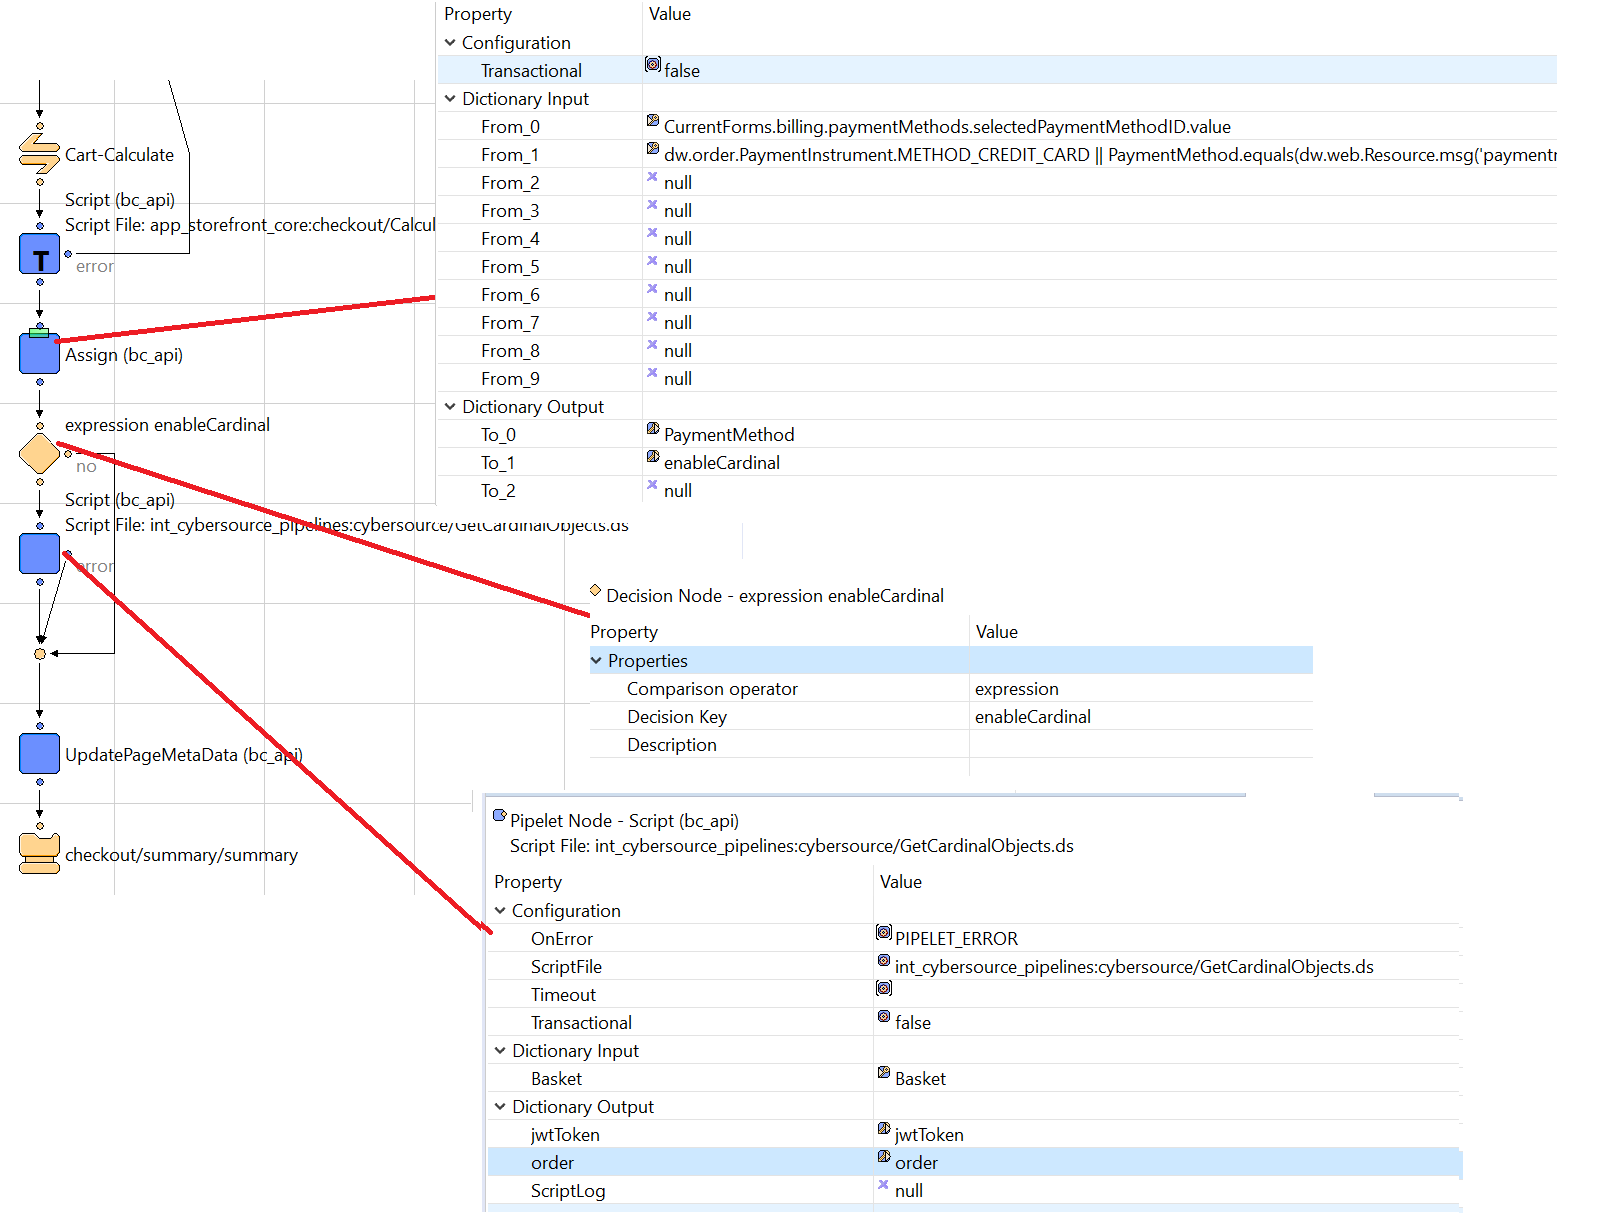 Cart-Calculate
Script (bc_api)
Script File: app_storefront_core:checkout/Calcul
T
error
Assign (bc_api)
expression enableCardinal
no
Script (bc_api)
Script File: int_cybersource_pipelines:cybersource/GetCardinalObjects.ds
error
UpdatePageMetaData (bc_api)
checkout/summary/summary
Property Value
Configuration
Transactional false
Dictionary Input
From_0 CurrentForms.billing.paymentMethods.selectedPaymentMethodID.value
From_1 dw.order.PaymentInstrument.METHOD_CREDIT_CARD || PaymentMethod.equals(dw.web.Resource.msg('paymentr
From_2 null
From_3 null
From_4 null
From_5 null
From_6 null
From_7 null
From_8 null
From_9 null
Dictionary Output
To_0 PaymentMethod
To_1 enableCardinal
To_2 null
Decision Node - expression enableCardinal
Property Value
Properties
Comparison operator expression
Decision Key enableCardinal
Description
Pipelet Node - Script (bc_api)
Script File: int_cybersource_pipelines:cybersource/GetCardinalObjects.ds
Property Value
Configuration
OnError PIPELET_ERROR
ScriptFile int_cybersource_pipelines:cybersource/GetCardinalObjects.ds
Timeout
Transactional false
Dictionary Input
Basket Basket
Dictionary Output
jwtToken jwtToken
order order
ScriptLog null